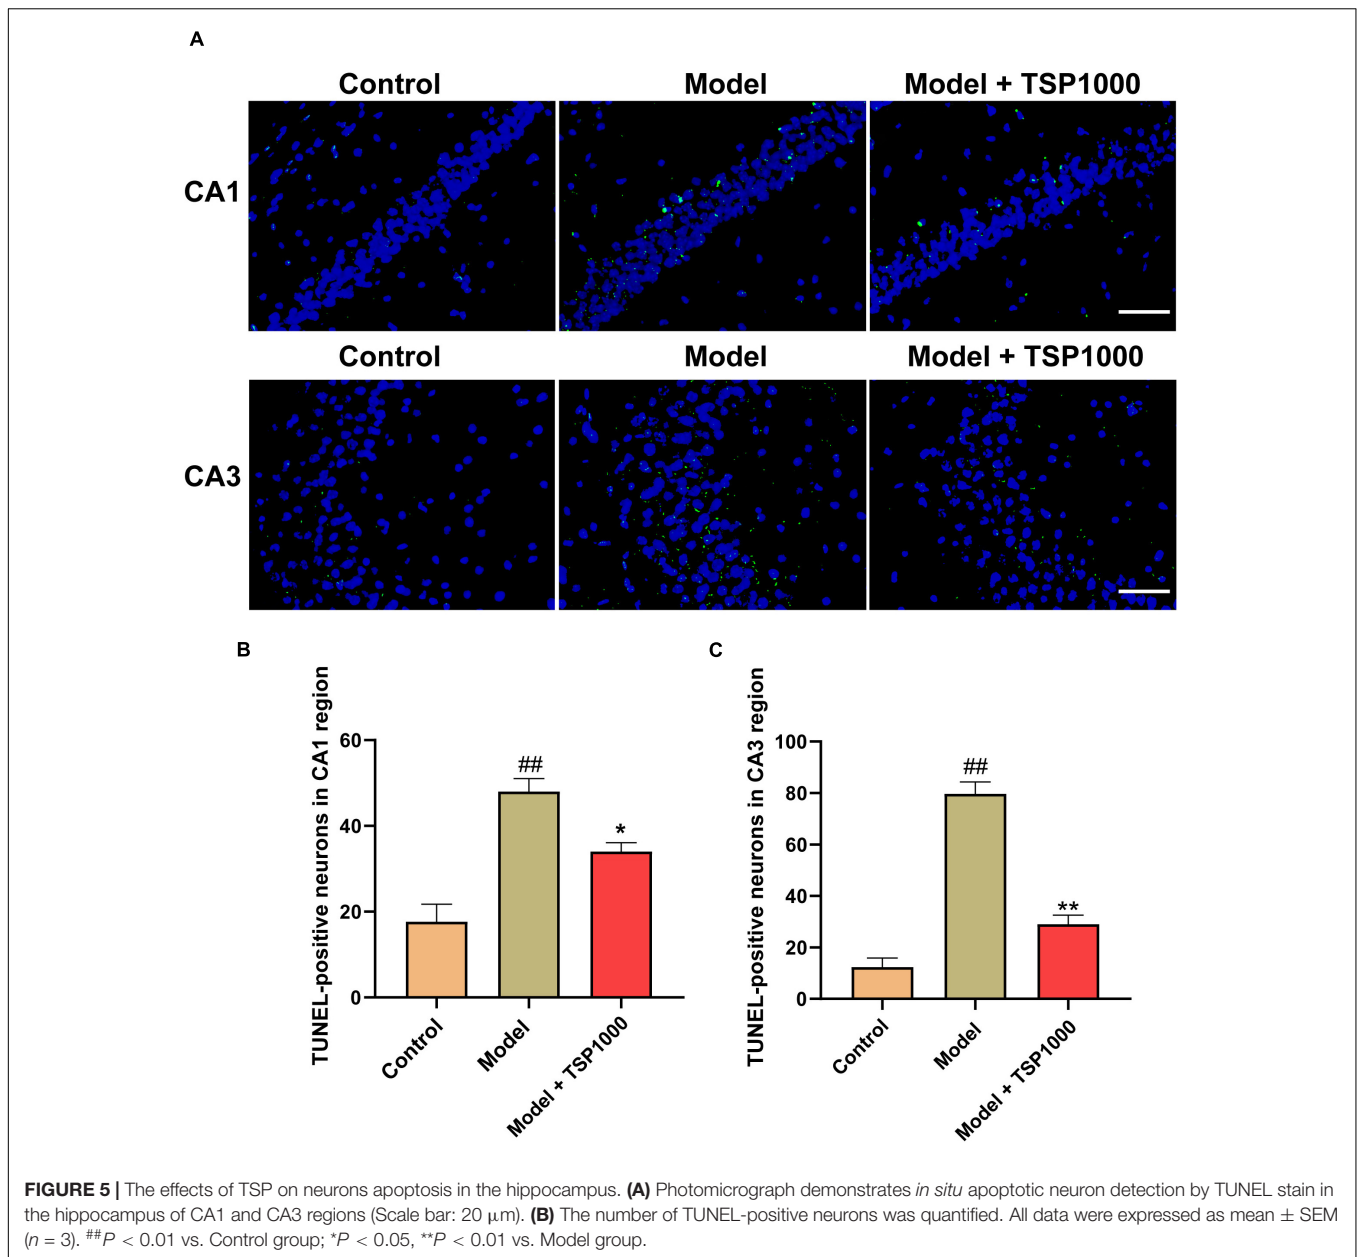 A
Control Model Model + TSP1000
CA1
Control Model Model + TSP1000
CA3
B
TUNEL-positive neurons in CA1 region
60
40
20
0
##
*
Control
Model
Model + TSP1000
C
TUNEL-positive neurons in CA3 region
100
80
60
40
20
0
##
**
Control
Model
Model + TSP1000
FIGURE 5 | The effects of TSP on neurons apoptosis in the hippocampus. (A) Photomicrograph demonstrates in situ apoptotic neuron detection by TUNEL stain in
the hippocampus of CA1 and CA3 regions (Scale bar: 20 μm). (B) The number of TUNEL-positive neurons was quantified. All data were expressed as mean ± SEM
(n = 3). ##P < 0.01 vs. Control group; *P < 0.05, **P < 0.01 vs. Model group.